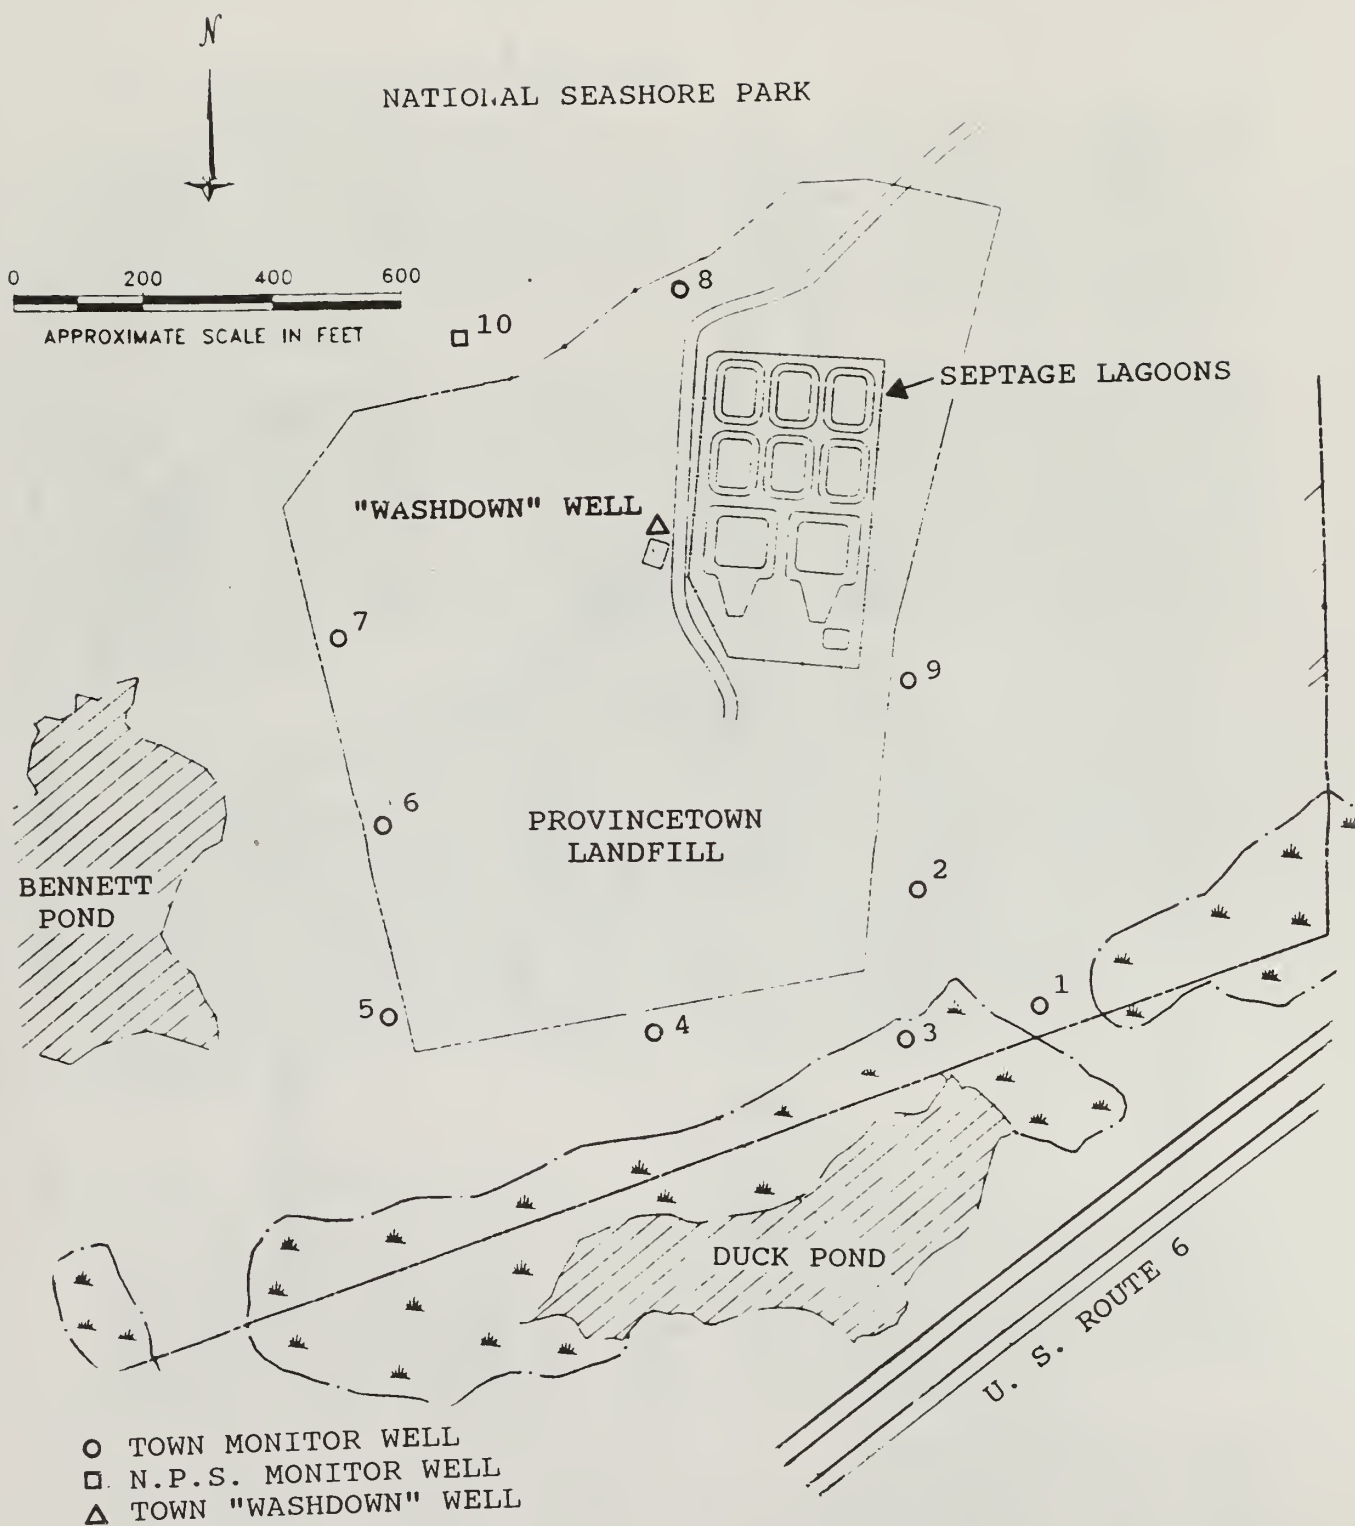 N
NATIONAL SEASHORE PARK
0 200 400 600
APPROXIMATE SCALE IN FEET
8
10
SEPTAGE LAGOONS
"WASHDOWN" WELL
7
9
6
PROVINCETOWN
LANDFILL
2
BENNETT
POND
1
5
4
3
DUCK POND
U. S. ROUTE 6
TOWN MONITOR WELL
N.P.S. MONITOR WELL
TOWN "WASHDOWN" WELL